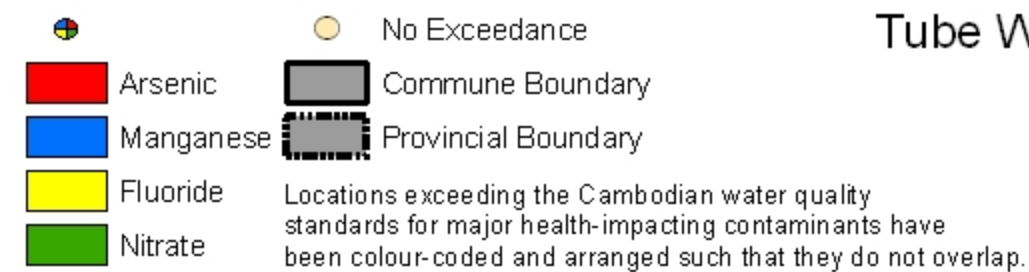 No Exceedance
Tube
Arsenic
Commune Boundary
Manganese
Provincial Boundary
Fluoride
Nitrate
Locations exceeding the Cambodian water quality
standards for major health-impacting contaminants have
been colour-coded and arranged such that they do not overlap.